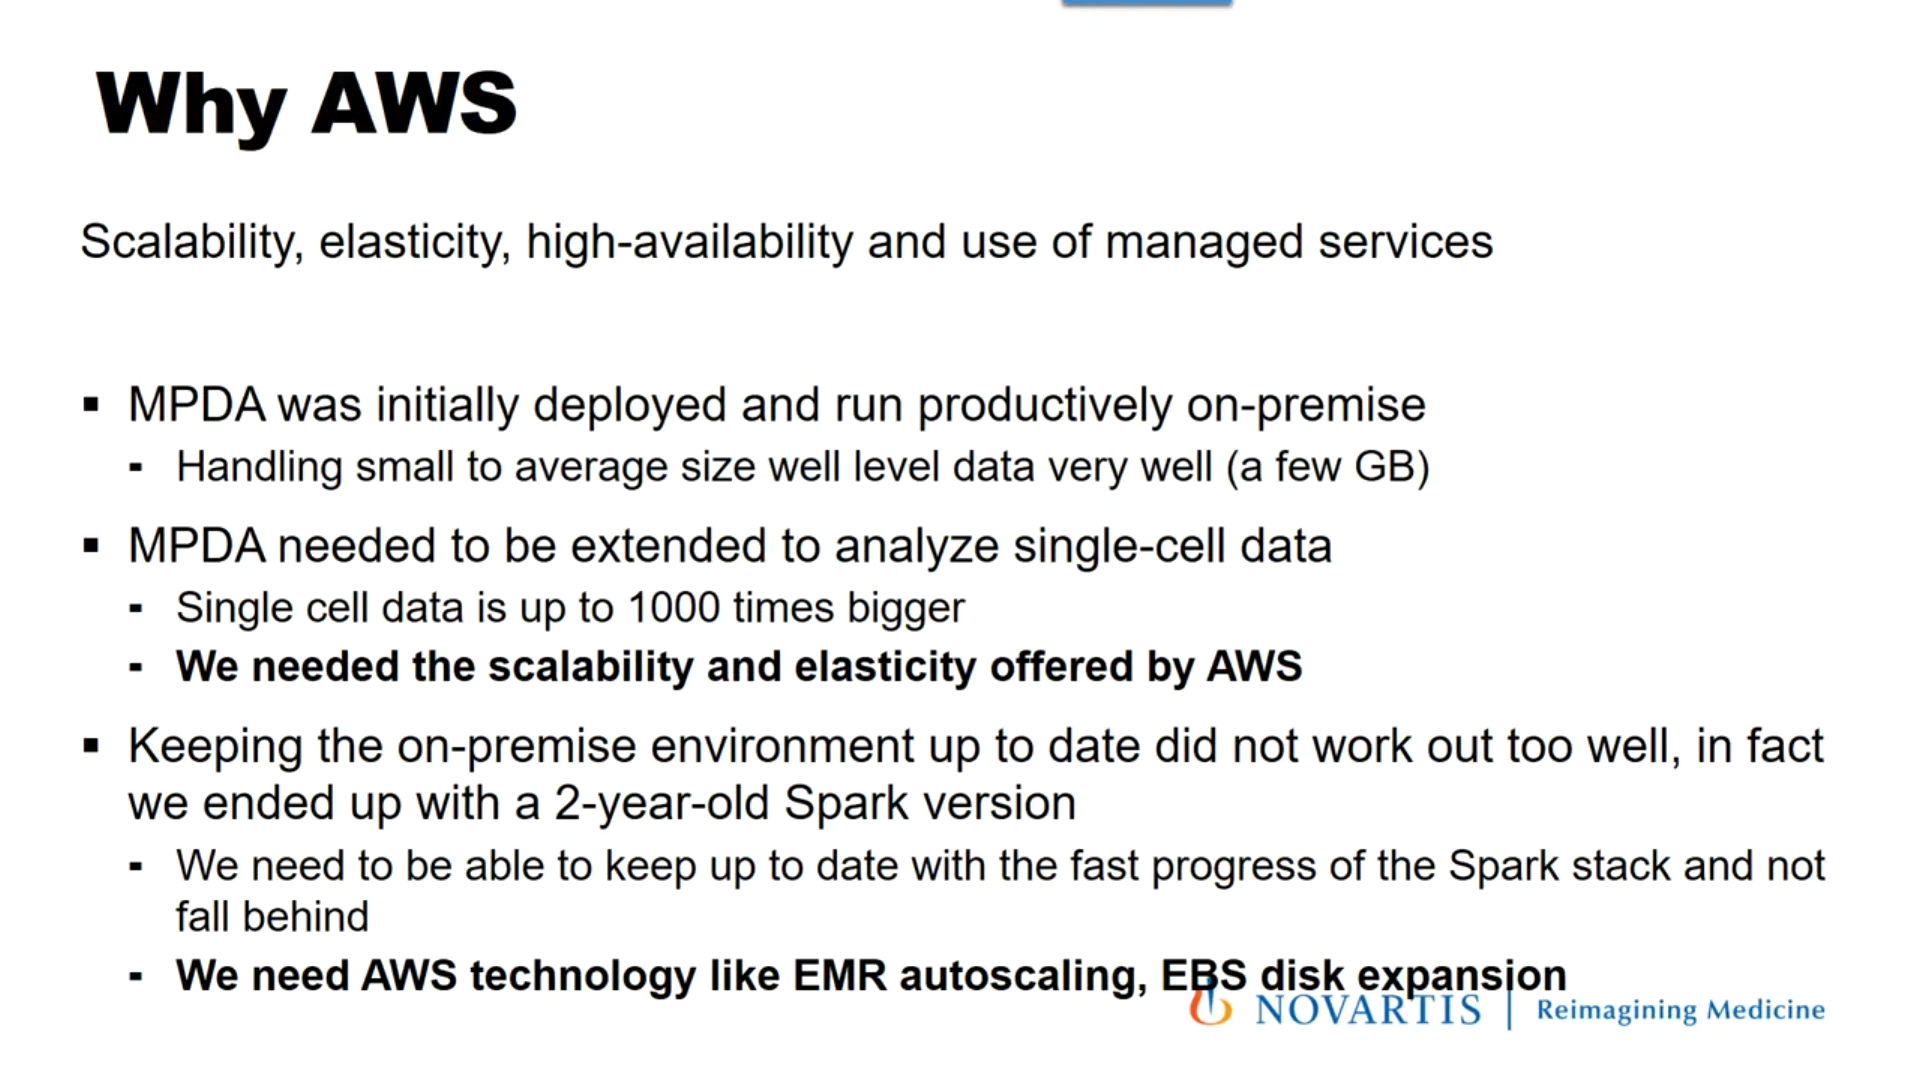 Why AWS
Scalability, elasticity, high-availability and use of managed services
▪ MPDA was initially deployed and run productively on-premise
- Handling small to average size well level data very well (a few GB)
▪ MPDA needed to be extended to analyze single-cell data
- Single cell data is up to 1000 times bigger
- We needed the scalability and elasticity offered by AWS
▪ Keeping the on-premise environment up to date did not work out too well, in fact
we ended up with a 2-year-old Spark version
- We need to be able to keep up to date with the fast progress of the Spark stack and not
fall behind
- We need AWS technology like EMR autoscaling, EBS disk expansion
NOVARTIS | Reimagining Medicine